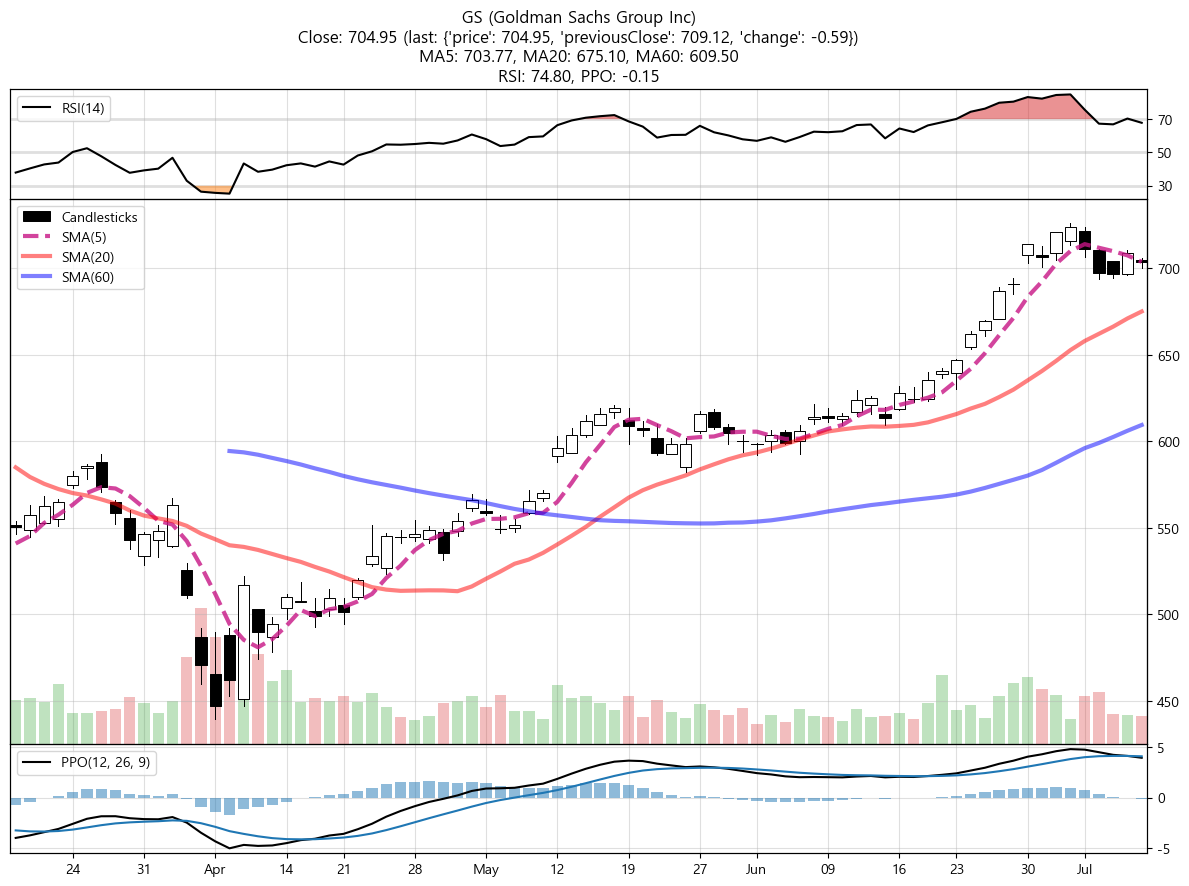 GS (Goldman Sachs Group Inc)
Close: 704.95 (last: {'price': 704.95, 'previousClose': 709.12, 'change': -0.59})
MA5: 703.77, MA20: 675.10, MA60: 609.50
RSI: 74.80, PPO: -0.15
RSI(14)
70
50
30
Candlesticks
SMA(5)
SMA(20)
SMA(60)
700
650
600
550
500
450
PPO(12, 26, 9)
5
0
-5
24 31 Apr 14 21 28 May 12 19 27 Jun 09 16 23 30 Jul